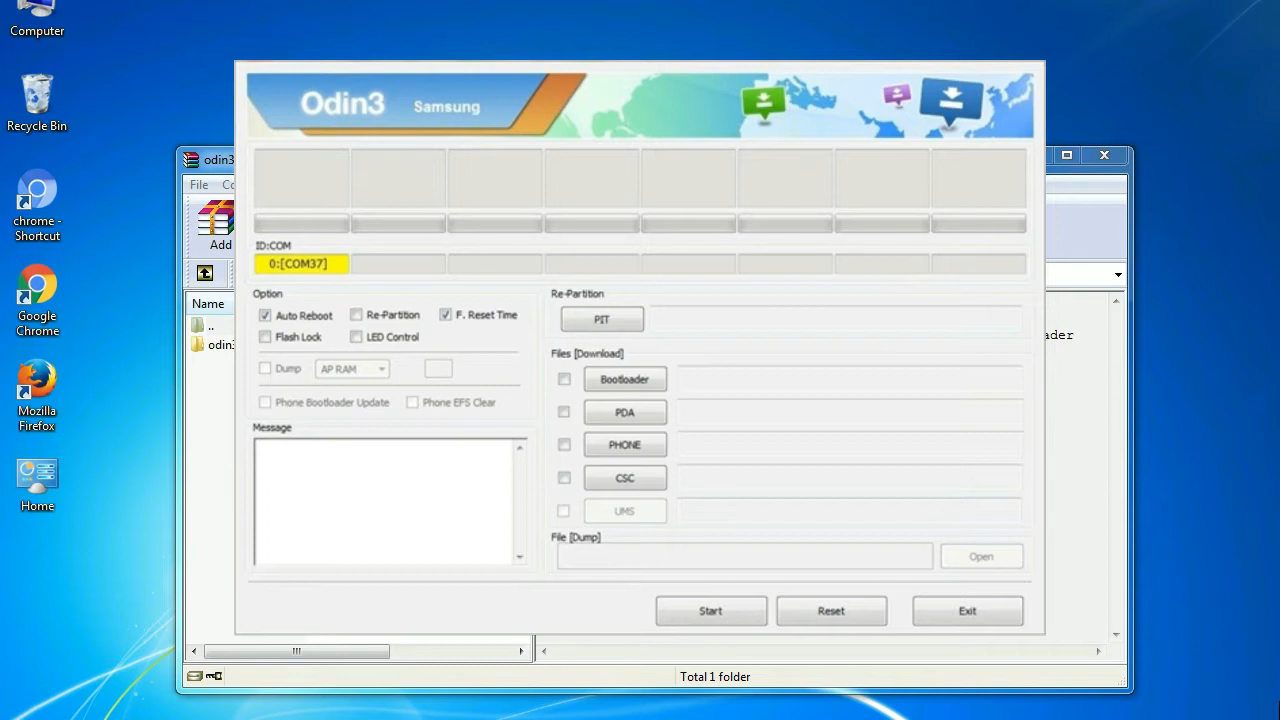 Computer
Recycle Bin
chrome -
Shortcut
Google
Chrome
Mozilla
Firefox
Home
odin3
File
Add
Name
..
odin3
ader
Total 1 folder
Odin3 Samsung
ID:COM
0:[COM37]
Option
Auto Reboot Re-Partition F. Reset Time
Flash Lock LED Control
Dump AP RAM
Phone Bootloader Update Phone EFS Clear
Message
Re-Partition
PIT
Files [Download]
Bootloader
PDA
PHONE
CSC
UMS
File [Dump]
Open
Start Reset Exit